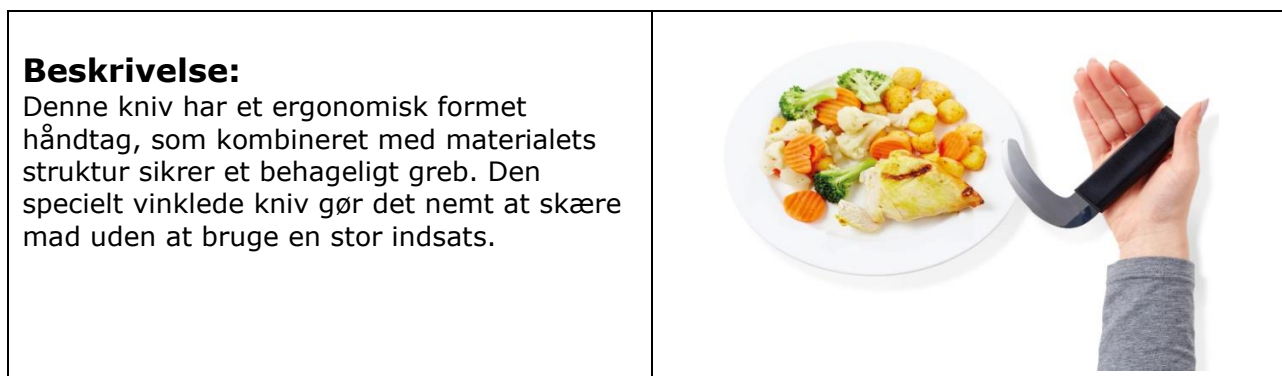 Beskrivelse:
Denne kniv har et ergonomisk formet
håndtag, som kombineret med materialets
struktur sikrer et behageligt greb. Den
specielt vinklede kniv gør det nemt at skære
mad uden at bruge en stor indsats.